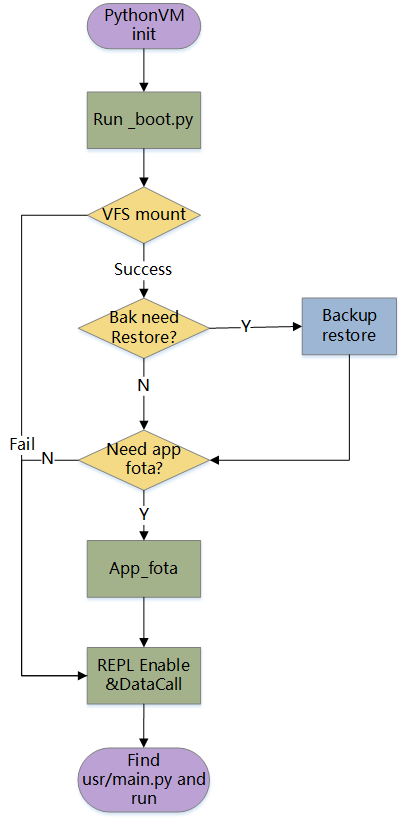 PythonVM
init
Run _boot.py
VFS mount
Success
Bak need
Restore?
Y
Backup
restore
N
Fail
N
Need app
fota?
Y
App_fota
REPL Enable
&DataCall
Find
usr/main.py and
run